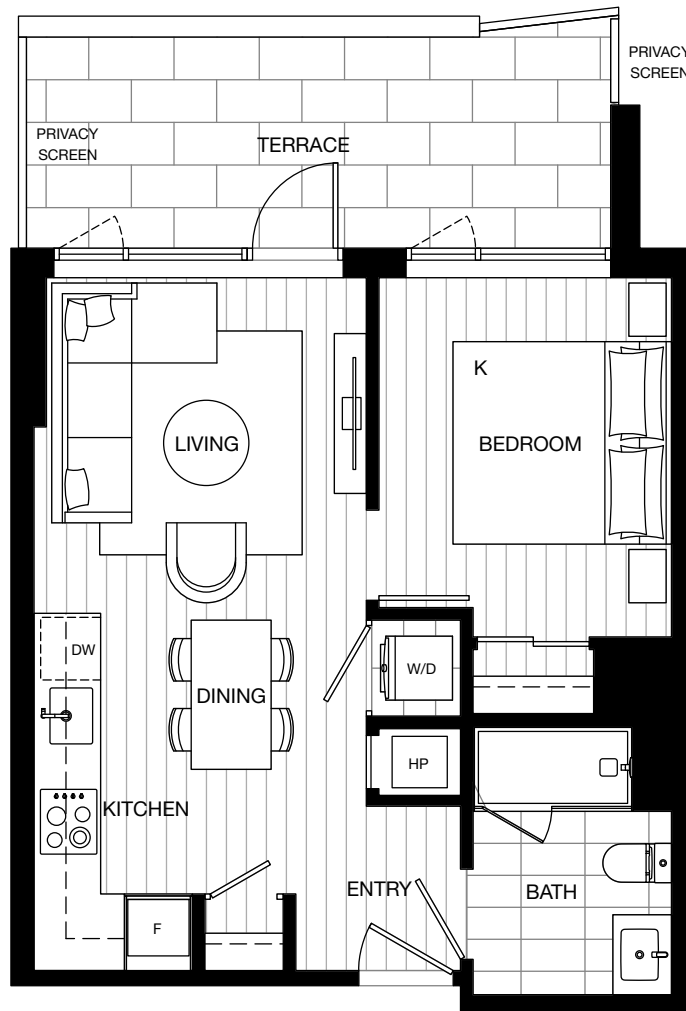 PRIVACY
SCREEN
PRIVACY
SCREEN
TERRACE
K
LIVING
BEDROOM
DW
W/D
DINING
HP
KITCHEN
ENTRY
BATH
F